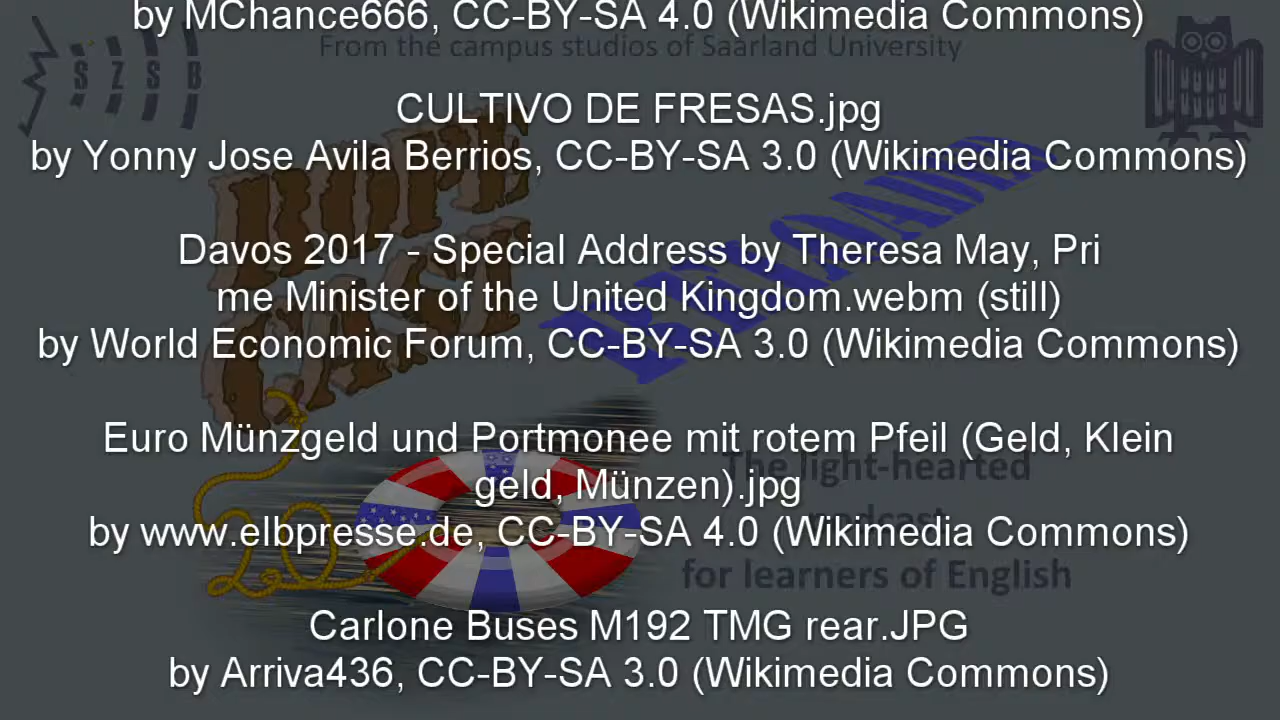 by MChance666, CC-BY-SA 4.0 (Wikimedia Commons)
From the campus studios of Saarland University
S Z S B
CULTIVO DE FRESAS.jpg
by Yonny Jose Avila Berrios, CC-BY-SA 3.0 (Wikimedia Commons)
Davos 2017 - Special Address by Theresa May, Pri
me Minister of the United Kingdom.webm (still)
by World Economic Forum, CC-BY-SA 3.0 (Wikimedia Commons)
ROPE
CAST
Euro Münzgeld und Portmonee mit rotem Pfeil (Geld, Klein
The light-hearted
geld, Münzen).jpg
podcast
by www.elbpresse.de, CC-BY-SA 4.0 (Wikimedia Commons)
for learners of English
Carlone Buses M192 TMG rear.JPG
by Arriva436, CC-BY-SA 3.0 (Wikimedia Commons)